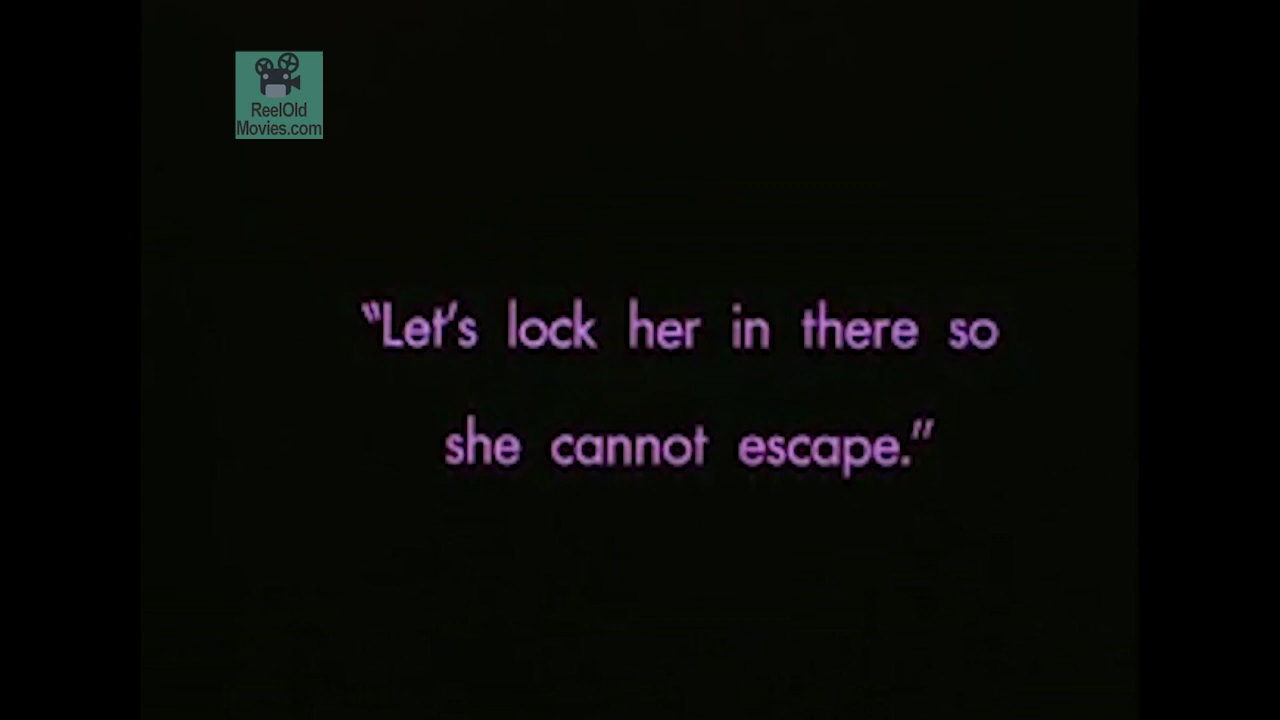 ReelOld
Movies.com
“Let's lock her in there so
she cannot escape.”